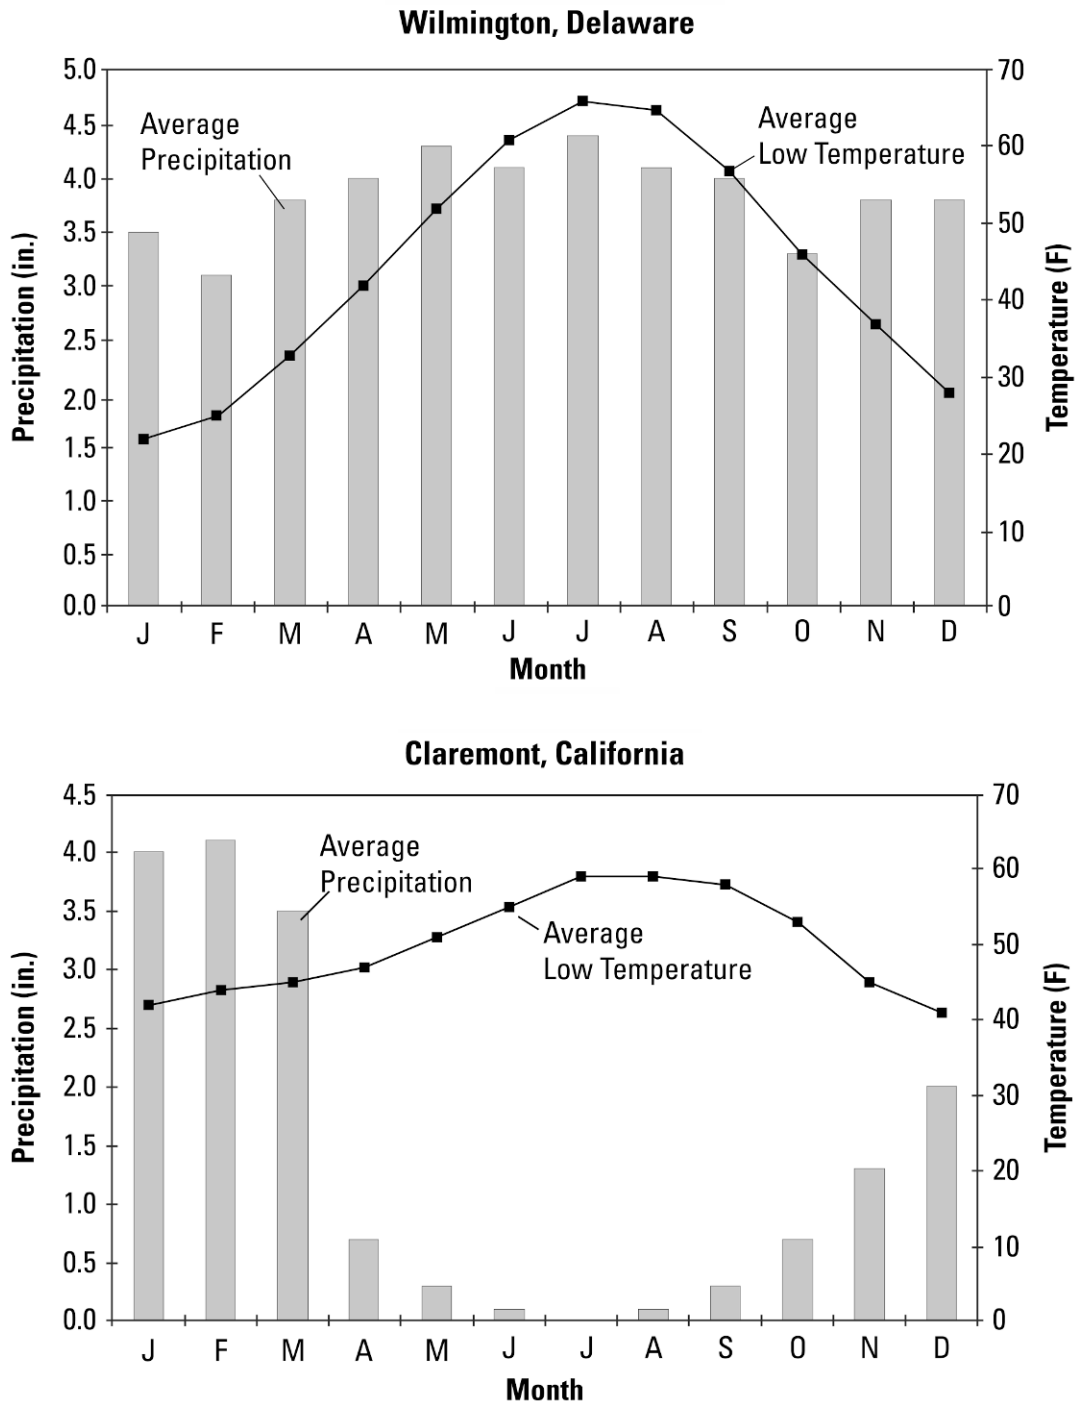 Wilmington, Delaware
5.0
4.5
4.0
3.5
3.0
2.5
2.0
1.5
1.0
0.5
0.0
Precipitation (in.)
Average
Precipitation
Average
Low Temperature
70
60
50
40
30
20
10
0
Temperature (F)
J F M A M J J A S O N D
Month
Claremont, California
4.5
4.0
3.5
3.0
2.5
2.0
1.5
1.0
0.5
0.0
Precipitation (in.)
Average
Precipitation
Average
Low Temperature
70
60
50
40
30
20
10
0
Temperature (F)
J F M A M J J A S O N D
Month